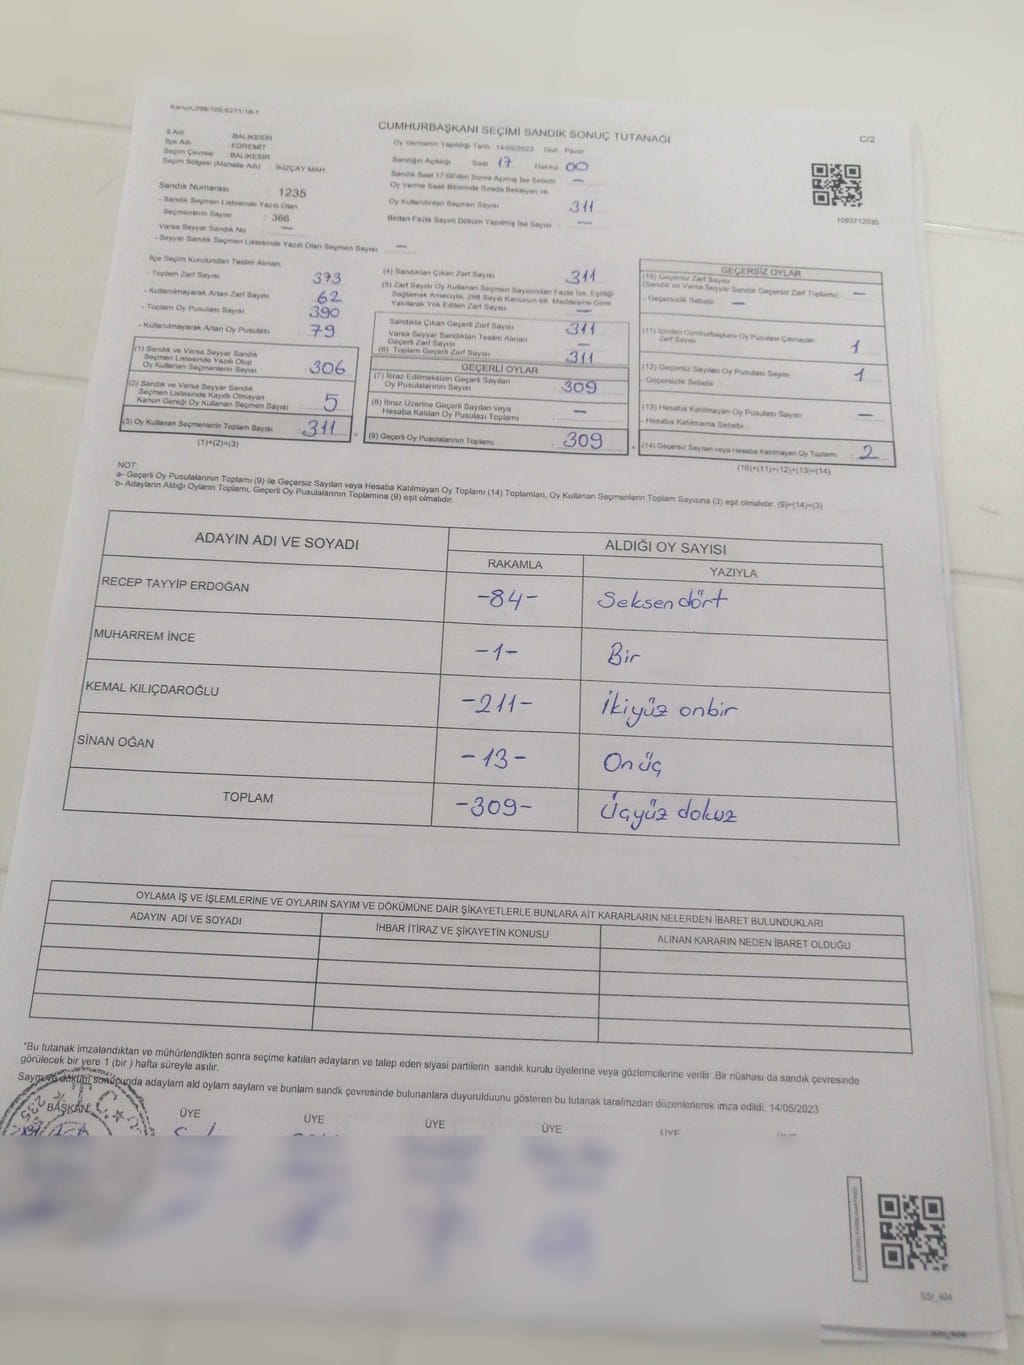 Kanun:298/105,6271/18-1
CUMHURBAŞKANI SEÇİMİ SANDIK SONUÇ TUTANAĞI
C/2
İl Adı : BALIKESİR
İlçe Adı : EDREMİT
Seçim Çevresi : BALIKESİR
Seçim Bölgesi (Mahalle Adı) : İKİZÇAY MAH.
Sandık Numarası : 1235
- Sandık Seçmen Listesinde Yazılı Olan
Seçmenlerin Sayısı : 366
Varsa Seyyar Sandık No : —
- Seyyar Sandık Seçmen Listesinde Yazılı Olan Seçmen Sayısı : —
Oy Vermenin Yapıldığı Tarih : 14/05/2023 Gün : Pazar
Sandığın Açıldığı Saat 17 Dakika 00
Sandık Saat 17:00'den Sonra Açılmış İse Sebebi : —
Oy Verme Saati Bitiminde Sırada Bekleyen ve
Oy Kullandırılan Seçmen Sayısı : 311
Birden Fazla Sayım Döküm Yapılmış İse Sayısı : —
1093712035
İlçe Seçim Kurulundan Teslim Alınan;
- Toplam Zarf Sayısı : 373
- Kullanılmayarak Artan Zarf Sayısı : 62
- Toplam Oy Pusulası Sayısı : 390
- Kullanılmayarak Artan Oy Pusulası : 79
(1) Sandık ve Varsa Seyyar Sandık
Seçmen Listesinde Yazılı Olup
Oy Kullanan Seçmenlerin Sayısı : 306
(2) Sandık ve Varsa Seyyar Sandık
Seçmen Listesinde Kayıtlı Olmayan
Kanun Gereği Oy Kullanan Seçmen Sayısı : 5
(3) Oy Kullanan Seçmenlerin Toplam Sayısı : 311
(1)+(2)=(3)
(4) Sandıktan Çıkan Zarf Sayısı : 311
(5) Zarf Sayısı Oy Kullanan Seçmen Sayısından Fazla İse, Eşitliği
Sağlamak Amacıyla, 298 Sayılı Kanunun 98. Maddesine Göre
Yakılarak Yok Edilen Zarf Sayısı : —
Sandıkta Çıkan Geçerli Zarf Sayısı : 311
Varsa Seyyar Sandıktan Teslim Alınan
Geçerli Zarf Sayısı : —
(6) Toplam Geçerli Zarf Sayısı : 311
GEÇERLİ OYLAR
(7) İtiraz Edilmeksizin Geçerli Sayılan
Oy Pusulalarının Sayısı : 309
(8) İtiraz Üzerine Geçerli Sayılan veya
Hesaba Katılan Oy Pusulası Toplamı : —
= (9) Geçerli Oy Pusulalarının Toplamı : 309
GEÇERSİZ OYLAR
(10) Geçersiz Zarf Sayısı
(Sandık ve Varsa Seyyar Sandık Geçersiz Zarf Toplamı) : —
- Geçersizlik Sebebi : —
(11) İçinden Cumhurbaşkanı Oy Pusulası Çıkmayan
Zarf Sayısı : 1
(12) Geçersiz Sayılan Oy Pusulası Sayısı : 1
- Geçersizlik Sebebi :
(13) Hesaba Katılmayan Oy Pusulası Sayısı : —
- Hesaba Katılmama Sebebi :
+ (14) Geçersiz Sayılan veya Hesaba Katılmayan Oy Toplamı : 2
(10)+(11)+(12)+(13)=(14)
NOT:
a- Geçerli Oy Pusulalarının Toplamı (9) ile Geçersiz Sayılan veya Hesaba Katılmayan Oy Toplamı (14) Toplamları, Oy Kullanan Seçmenlerin Toplam Sayısına (3) eşit olmalıdır. (9)+(14)=(3)
b- Adayların Aldığı Oyların Toplamı, Geçerli Oy Pusulalarının Toplamına (9) eşit olmalıdır.
ADAYIN ADI VE SOYADI
ALDIĞI OY SAYISI
RAKAMLA YAZIYLA
RECEP TAYYİP ERDOĞAN -84- Seksen dört
MUHARREM İNCE -1- Bir
KEMAL KILIÇDAROĞLU -211- İkiyüz onbir
SİNAN OĞAN -13- On üç
TOPLAM -309- Üçyüz dokuz
OYLAMA İŞ VE İŞLEMLERİNE VE OYLARIN SAYIM VE DÖKÜMÜNE DAİR ŞİKAYETLERLE BUNLARA AİT KARARLARIN NELERDEN İBARET BULUNDUKLARI
ADAYIN ADI VE SOYADI İHBAR İTİRAZ VE ŞİKAYETİN KONUSU ALINAN KARARIN NEDEN İBARET OLDUĞU
*Bu tutanak imzalandıktan ve mühürlendikten sonra seçime katılan adayların ve talep eden siyasi partilerin sandık kurulu üyelerine veya gözlemcilerine verilir. Bir nüshası da sandık çevresinde
görülecek bir yere 1 (bir ) hafta süreyle asılır.
Sayım ve döküm sonucunda adayların ald oyların sayların ve bunların sandk çevresinde bulunanlara duyurulduunu gösteren bu tutanak tarafmzdan düzenlenerek imza edildi. 14/05/2023
BAŞKAN ÜYE ÜYE ÜYE ÜYE ÜYE
T.C.
SSt_404
SSt_404